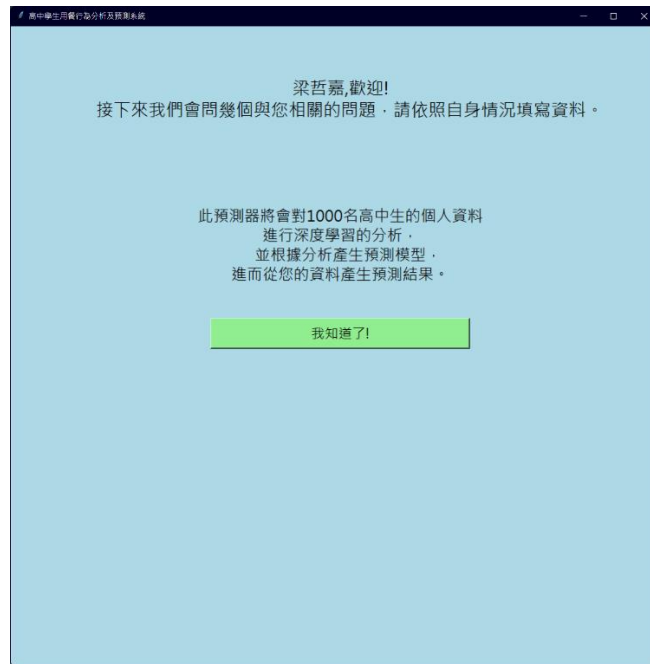 高中學生用餐行為分析及預測系統
梁哲嘉,歡迎!
接下來我們會問幾個與您相關的問題，請依照自身情況填寫資料。
此預測器將會對1000名高中生的個人資料
進行深度學習的分析，
並根據分析產生預測模型，
進而從您的資料產生預測結果。
我知道了!